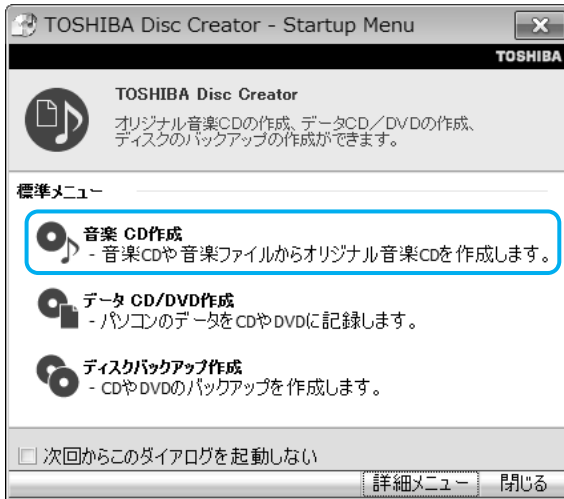 TOSHIBA Disc Creator - Startup Menu
TOSHIBA
TOSHIBA Disc Creator
オリジナル音楽CDの作成、データCD／DVDの作成、
ディスクのバックアップの作成ができます。
標準メニュー
音楽 CD作成
- 音楽CDや音楽ファイルからオリジナル音楽CDを作成します。
データ CD/DVD作成
- パソコンのデータをCDやDVDに記録します。
ディスクバックアップ作成
- CDやDVDのバックアップを作成します。
次回からこのダイアログを起動しない
詳細メニュー 閉じる